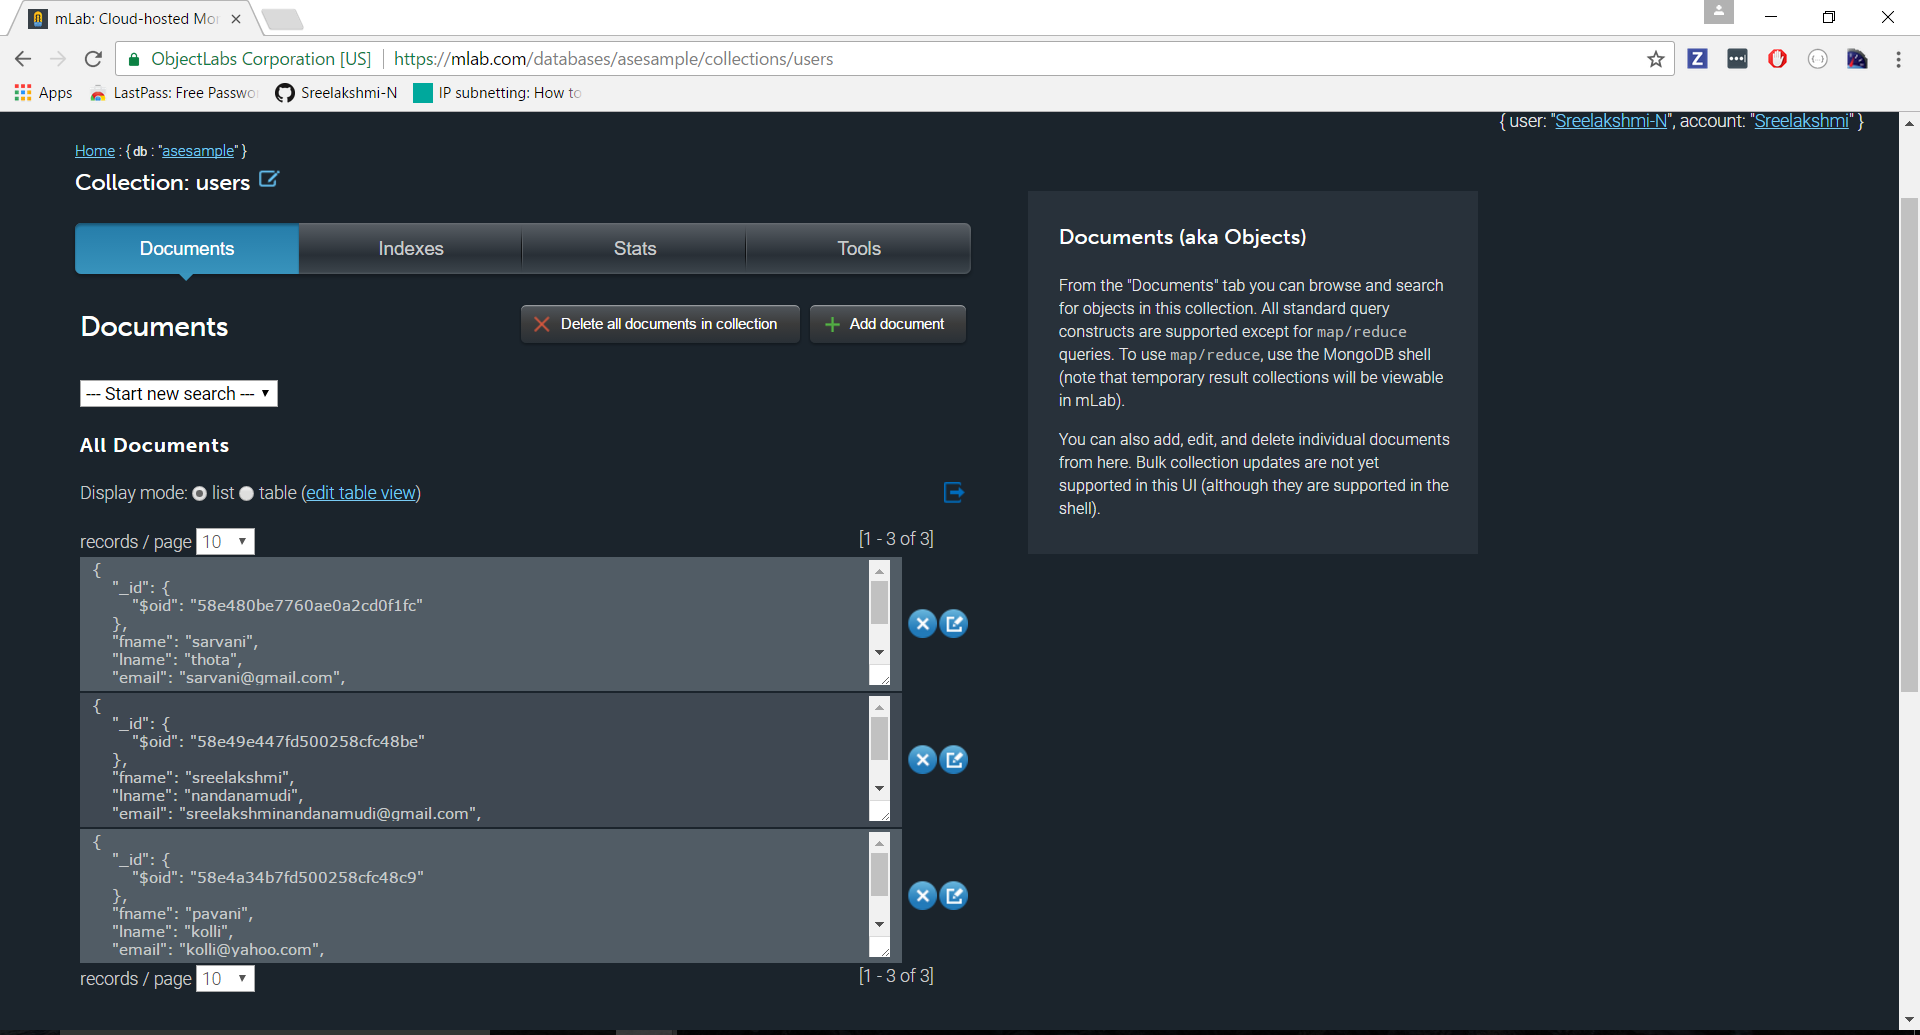 mLab: Cloud-hosted Mon
ObjectLabs Corporation [US] https://mlab.com/databases/asesample/collections/users
Apps LastPass: Free Passwo Sreelakshmi-N IP subnetting: How to
{ user: "Sreelakshmi-N", account: "Sreelakshmi" }
Home : { db : "asesample" }
Collection: users
Documents Indexes Stats Tools
Documents
Delete all documents in collection
Add document
--- Start new search ---
All Documents
Display mode: list table (edit table view)
records / page 10 [1 - 3 of 3]
{
"_id": {
"$oid": "58e480be7760ae0a2cd0f1fc"
},
"fname": "sarvani",
"lname": "thota",
"email": "sarvani@gmail.com",
{
"_id": {
"$oid": "58e49e447fd500258cfc48be"
},
"fname": "sreelakshmi",
"lname": "nandanamudi",
"email": "sreelakshminandanamudi@gmail.com",
{
"_id": {
"$oid": "58e4a34b7fd500258cfc48c9"
},
"fname": "pavani",
"lname": "kolli",
"email": "kolli@yahoo.com",
records / page 10 [1 - 3 of 3]
Documents (aka Objects)
From the "Documents" tab you can browse and search
for objects in this collection. All standard query
constructs are supported except for map/reduce
queries. To use map/reduce, use the MongoDB shell
(note that temporary result collections will be viewable
in mLab).
You can also add, edit, and delete individual documents
from here. Bulk collection updates are not yet
supported in this UI (although they are supported in the
shell).